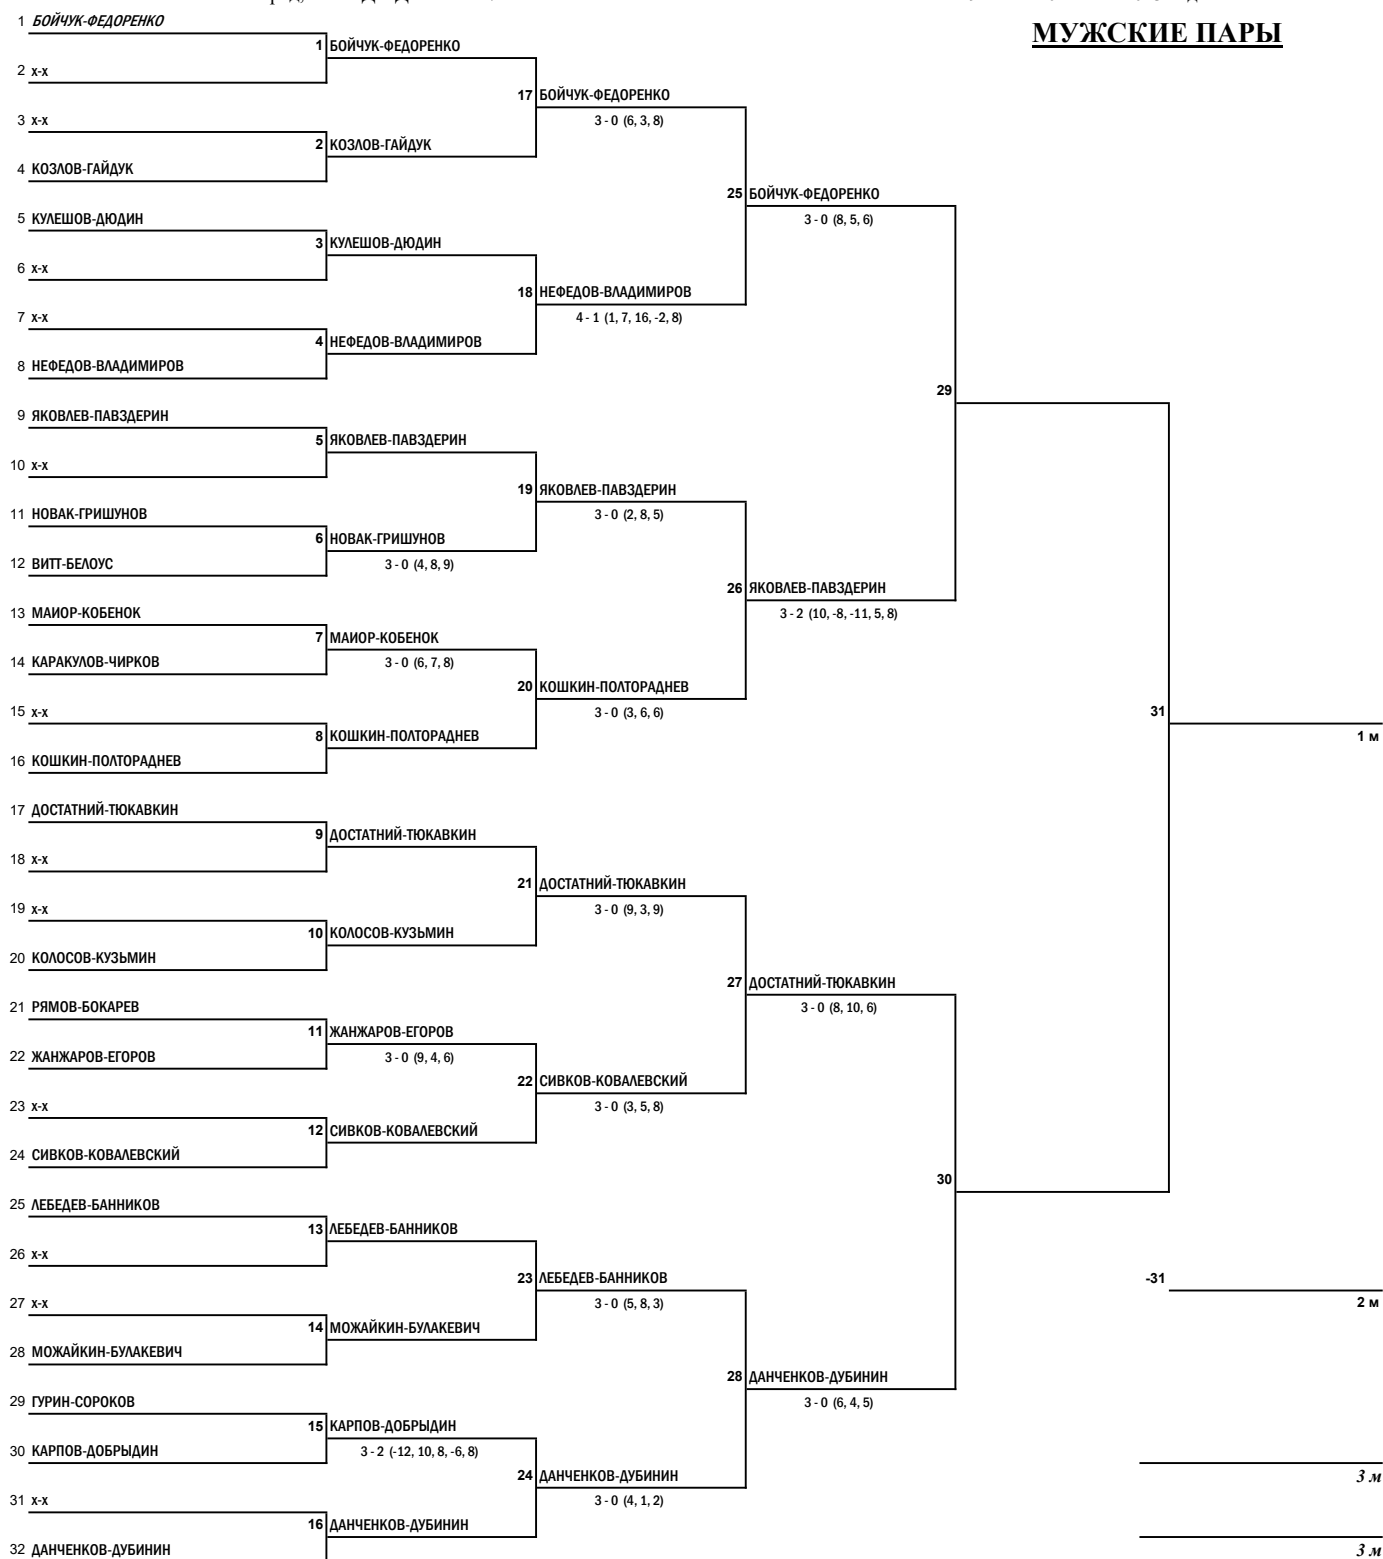 МУЖСКИЕ ПАРЫ
1 БОЙЧУК-ФЕДОРЕНКО
1 БОЙЧУК-ФЕДОРЕНКО
2 х-х
17 БОЙЧУК-ФЕДОРЕНКО
3 - 0 (6, 3, 8)
3 х-х
2 КОЗЛОВ-ГАЙДУК
4 КОЗЛОВ-ГАЙДУК
25 БОЙЧУК-ФЕДОРЕНКО
3 - 0 (8, 5, 6)
5 КУЛЕШОВ-ДЮДИН
3 КУЛЕШОВ-ДЮДИН
6 х-х
18 НЕФЕДОВ-ВЛАДИМИРОВ
4 - 1 (1, 7, 16, -2, 8)
7 х-х
4 НЕФЕДОВ-ВЛАДИМИРОВ
8 НЕФЕДОВ-ВЛАДИМИРОВ
29
9 ЯКОВЛЕВ-ПАВЗДЕРИН
5 ЯКОВЛЕВ-ПАВЗДЕРИН
10 х-х
19 ЯКОВЛЕВ-ПАВЗДЕРИН
3 - 0 (2, 8, 5)
11 НОВАК-ГРИШУНОВ
6 НОВАК-ГРИШУНОВ
3 - 0 (4, 8, 9)
12 ВИТТ-БЕЛОУС
26 ЯКОВЛЕВ-ПАВЗДЕРИН
3 - 2 (10, -8, -11, 5, 8)
13 МАИОР-КОБЕНОК
7 МАИОР-КОБЕНОК
3 - 0 (6, 7, 8)
14 КАРАКУЛОВ-ЧИРКОВ
20 КОШКИН-ПОЛТОРАДНЕВ
3 - 0 (3, 6, 6)
15 х-х
31
1 м
8 КОШКИН-ПОЛТОРАДНЕВ
16 КОШКИН-ПОЛТОРАДНЕВ
17 ДОСТАТНИЙ-ТЮКАВКИН
9 ДОСТАТНИЙ-ТЮКАВКИН
18 х-х
21 ДОСТАТНИЙ-ТЮКАВКИН
3 - 0 (9, 3, 9)
19 х-х
10 КОЛОСОВ-КУЗЬМИН
20 КОЛОСОВ-КУЗЬМИН
27 ДОСТАТНИЙ-ТЮКАВКИН
3 - 0 (8, 10, 6)
21 РЯМОВ-БОКАРЕВ
11 ЖАНЖАРОВ-ЕГОРОВ
3 - 0 (9, 4, 6)
22 ЖАНЖАРОВ-ЕГОРОВ
22 СИВКОВ-КОВАЛЕВСКИЙ
3 - 0 (3, 5, 8)
23 х-х
12 СИВКОВ-КОВАЛЕВСКИЙ
24 СИВКОВ-КОВАЛЕВСКИЙ
30
25 ЛЕБЕДЕВ-БАННИКОВ
13 ЛЕБЕДЕВ-БАННИКОВ
26 х-х
23 ЛЕБЕДЕВ-БАННИКОВ
3 - 0 (5, 8, 3)
-31
2 м
27 х-х
14 МОЖАЙКИН-БУЛАКЕВИЧ
28 МОЖАЙКИН-БУЛАКЕВИЧ
28 ДАНЧЕНКОВ-ДУБИНИН
3 - 0 (6, 4, 5)
29 ГУРИН-СОРОКОВ
15 КАРПОВ-ДОБРЫДИН
3 - 2 (-12, 10, 8, -6, 8)
30 КАРПОВ-ДОБРЫДИН
24 ДАНЧЕНКОВ-ДУБИНИН
3 - 0 (4, 1, 2)
3 м
31 х-х
16 ДАНЧЕНКОВ-ДУБИНИН
32 ДАНЧЕНКОВ-ДУБИНИН
3 м